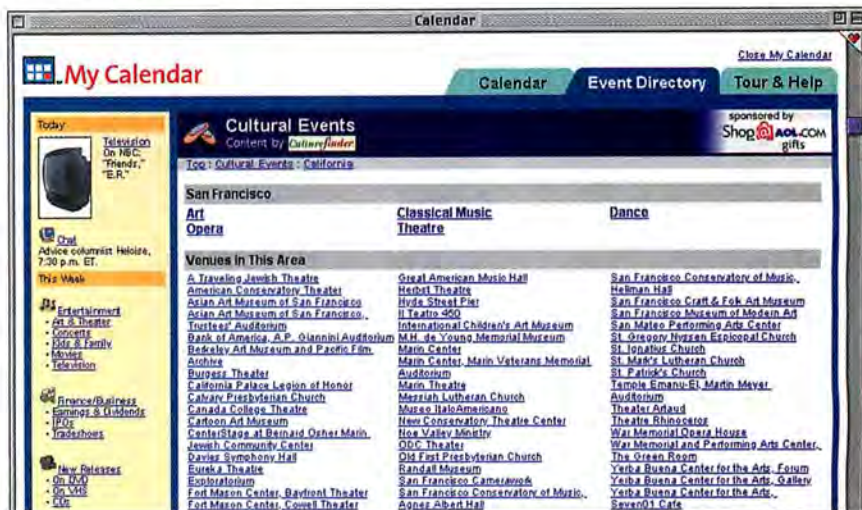 Calendar
My Calendar
Close My Calendar
Calendar
Event Directory
Tour & Help
Today
Television
On NBC:
"Friends,"
"E.R."
Chat
Advice columnist Heloise,
7:30 p.m. ET.
This Week
Entertainment
• Art & Theater
• Concerts
• Kids & Family
• Movies
• Television
Finance/Business
• Earnings & Dividends
• IPOs
• Tradeshows
New Releases
• On DVD
• On VHS
• CDs
Cultural Events
Content by Culturefinder
sponsored by
Shop@AOL.COM
gifts
Top : Cultural Events : California
San Francisco
Art
Opera
Classical Music
Theatre
Dance
Venues in This Area
A Traveling Jewish Theatre
American Conservatory Theater
Asian Art Museum of San Francisco
Asian Art Museum of San Francisco,
Trustees' Auditorium
Bank of America, A.P. Giannini Auditorium
Berkeley Art Museum and Pacific Film
Archive
Burgess Theater
California Palace Legion of Honor
Calvary Presbyterian Church
Canada College Theatre
Cartoon Art Museum
CenterStage at Bernard Osher Marin
Jewish Community Center
Davies Symphony Hall
Eureka Theatre
Exploratorium
Fort Mason Center, Bayfront Theater
Fort Mason Center, Cowell Theater
Great American Music Hall
Herbst Theatre
Hyde Street Pier
Il Teatro 450
International Children's Art Museum
M.H. de Young Memorial Museum
Marin Center
Marin Center, Marin Veterans Memorial
Auditorium
Marin Theatre
Messiah Lutheran Church
Museo ItaloAmericano
New Conservatory Theatre Center
Noe Valley Ministry
ODC Theater
Old First Presbyterian Church
Randall Museum
San Francisco Camerawork
San Francisco Conservatory of Music,
Agnes Albert Hall
San Francisco Conservatory of Music,
Hellman Hall
San Francisco Craft & Folk Art Museum
San Francisco Museum of Modern Art
San Mateo Performing Arts Center
St. Gregory Nyssen Espicopal Church
St. Ignatius Church
St. Mark's Lutheran Church
St. Patrick's Church
Temple Emanu-El, Martin Meyer
Auditorium
Theater Artaud
Theatre Rhinoceros
War Memorial Opera House
War Memorial and Performing Arts Center,
The Green Room
Yerba Buena Center for the Arts, Forum
Yerba Buena Center for the Arts, Gallery
Yerba Buena Center for the Arts,
Seven01 Cafe